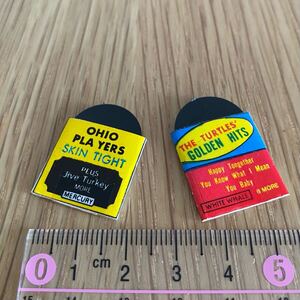 OHIO
PLA YERS
SKIN TIGHT
PLUS
Jive Turkey
MORE
MERCURY
THE TURTLES'
GOLDEN HITS
Happy Tongether
You Know What I Mean
You Baby
& MORE
WHITE WHALE
0 1 cm 2 3 4 5